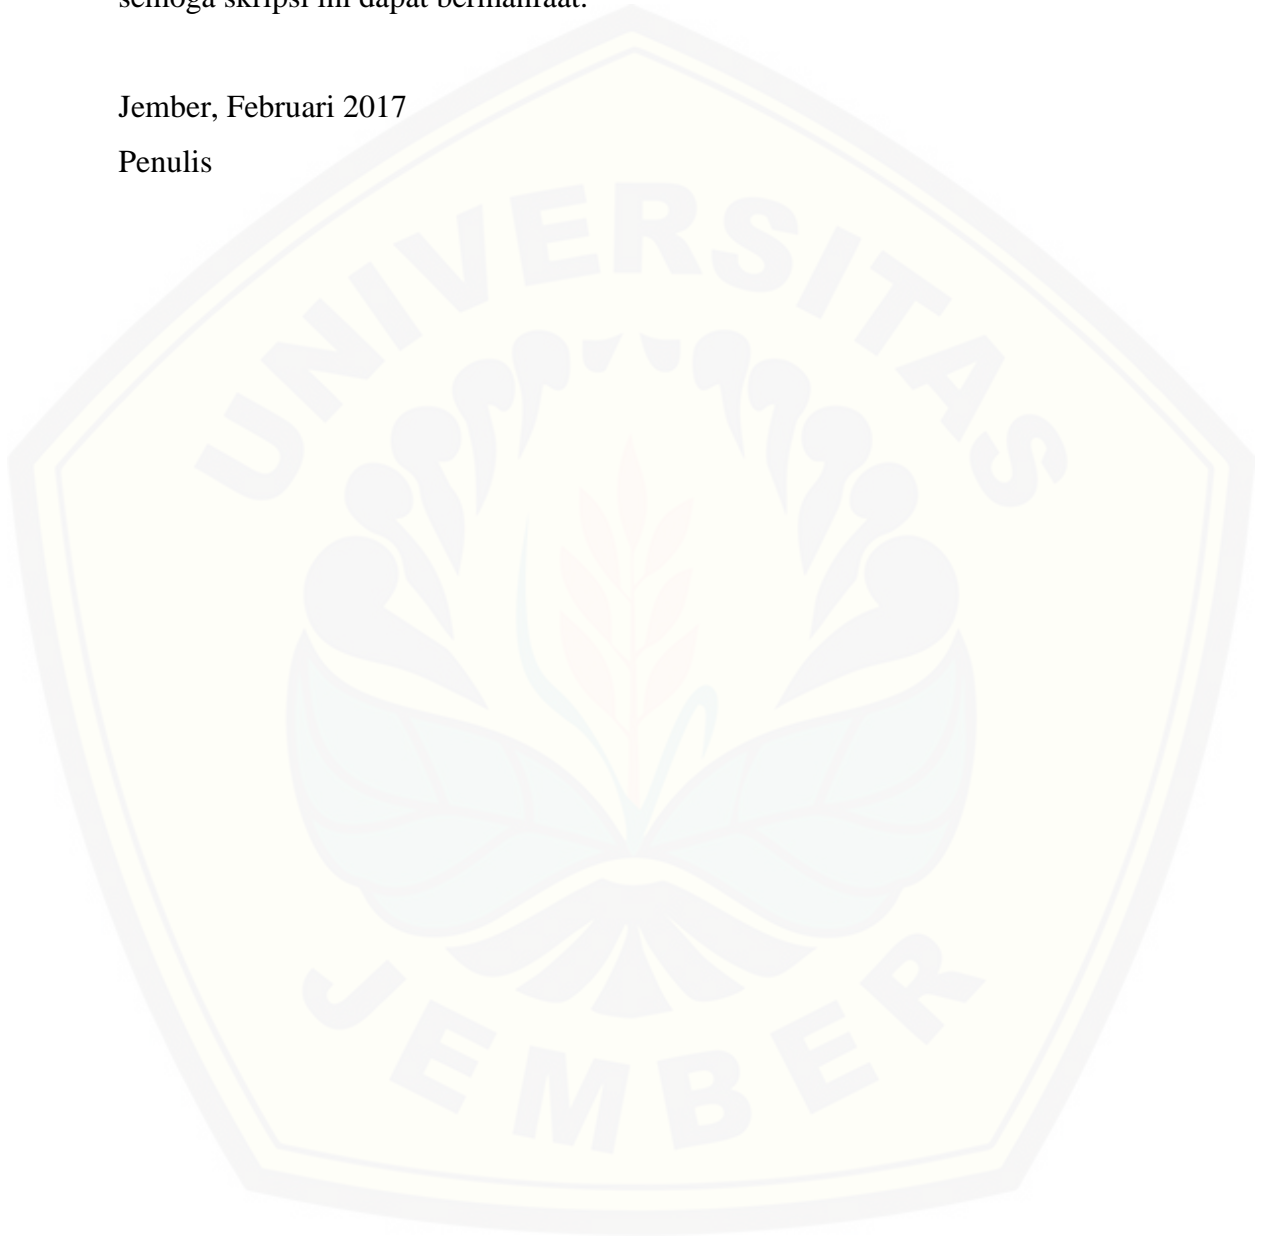 semoga skripsi ini dapat bermanfaat.
Jember, Februari 2017
Penulis
UNIVERSITAS
JEMBER